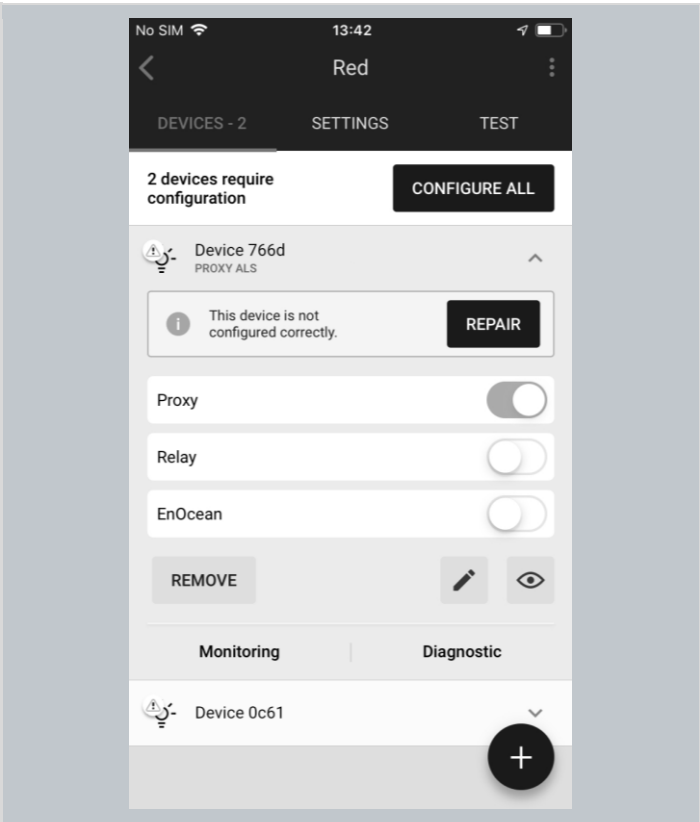 No SIM 13:42
Red
DEVICES - 2 SETTINGS TEST
2 devices require
configuration
CONFIGURE ALL
Device 766d
PROXY ALS
This device is not
configured correctly.
REPAIR
Proxy
Relay
EnOcean
REMOVE
Monitoring Diagnostic
Device 0c61